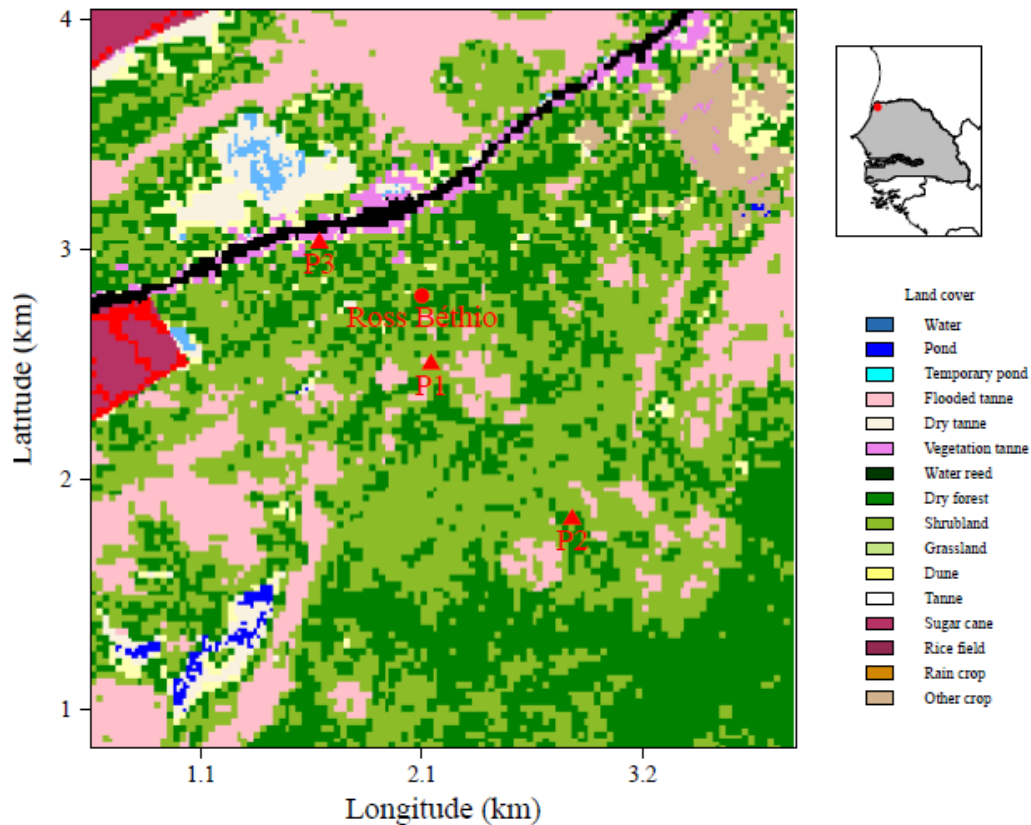 4
3
2
1
Latitude (km)
1.1
2.1
3.2
Longitude (km)
P3
Ross Béthio
P1
P2
Land cover
Water
Pond
Temporary pond
Flooded tanne
Dry tanne
Vegetation tanne
Water reed
Dry forest
Shrubland
Grassland
Dune
Tanne
Sugar cane
Rice field
Rain crop
Other crop